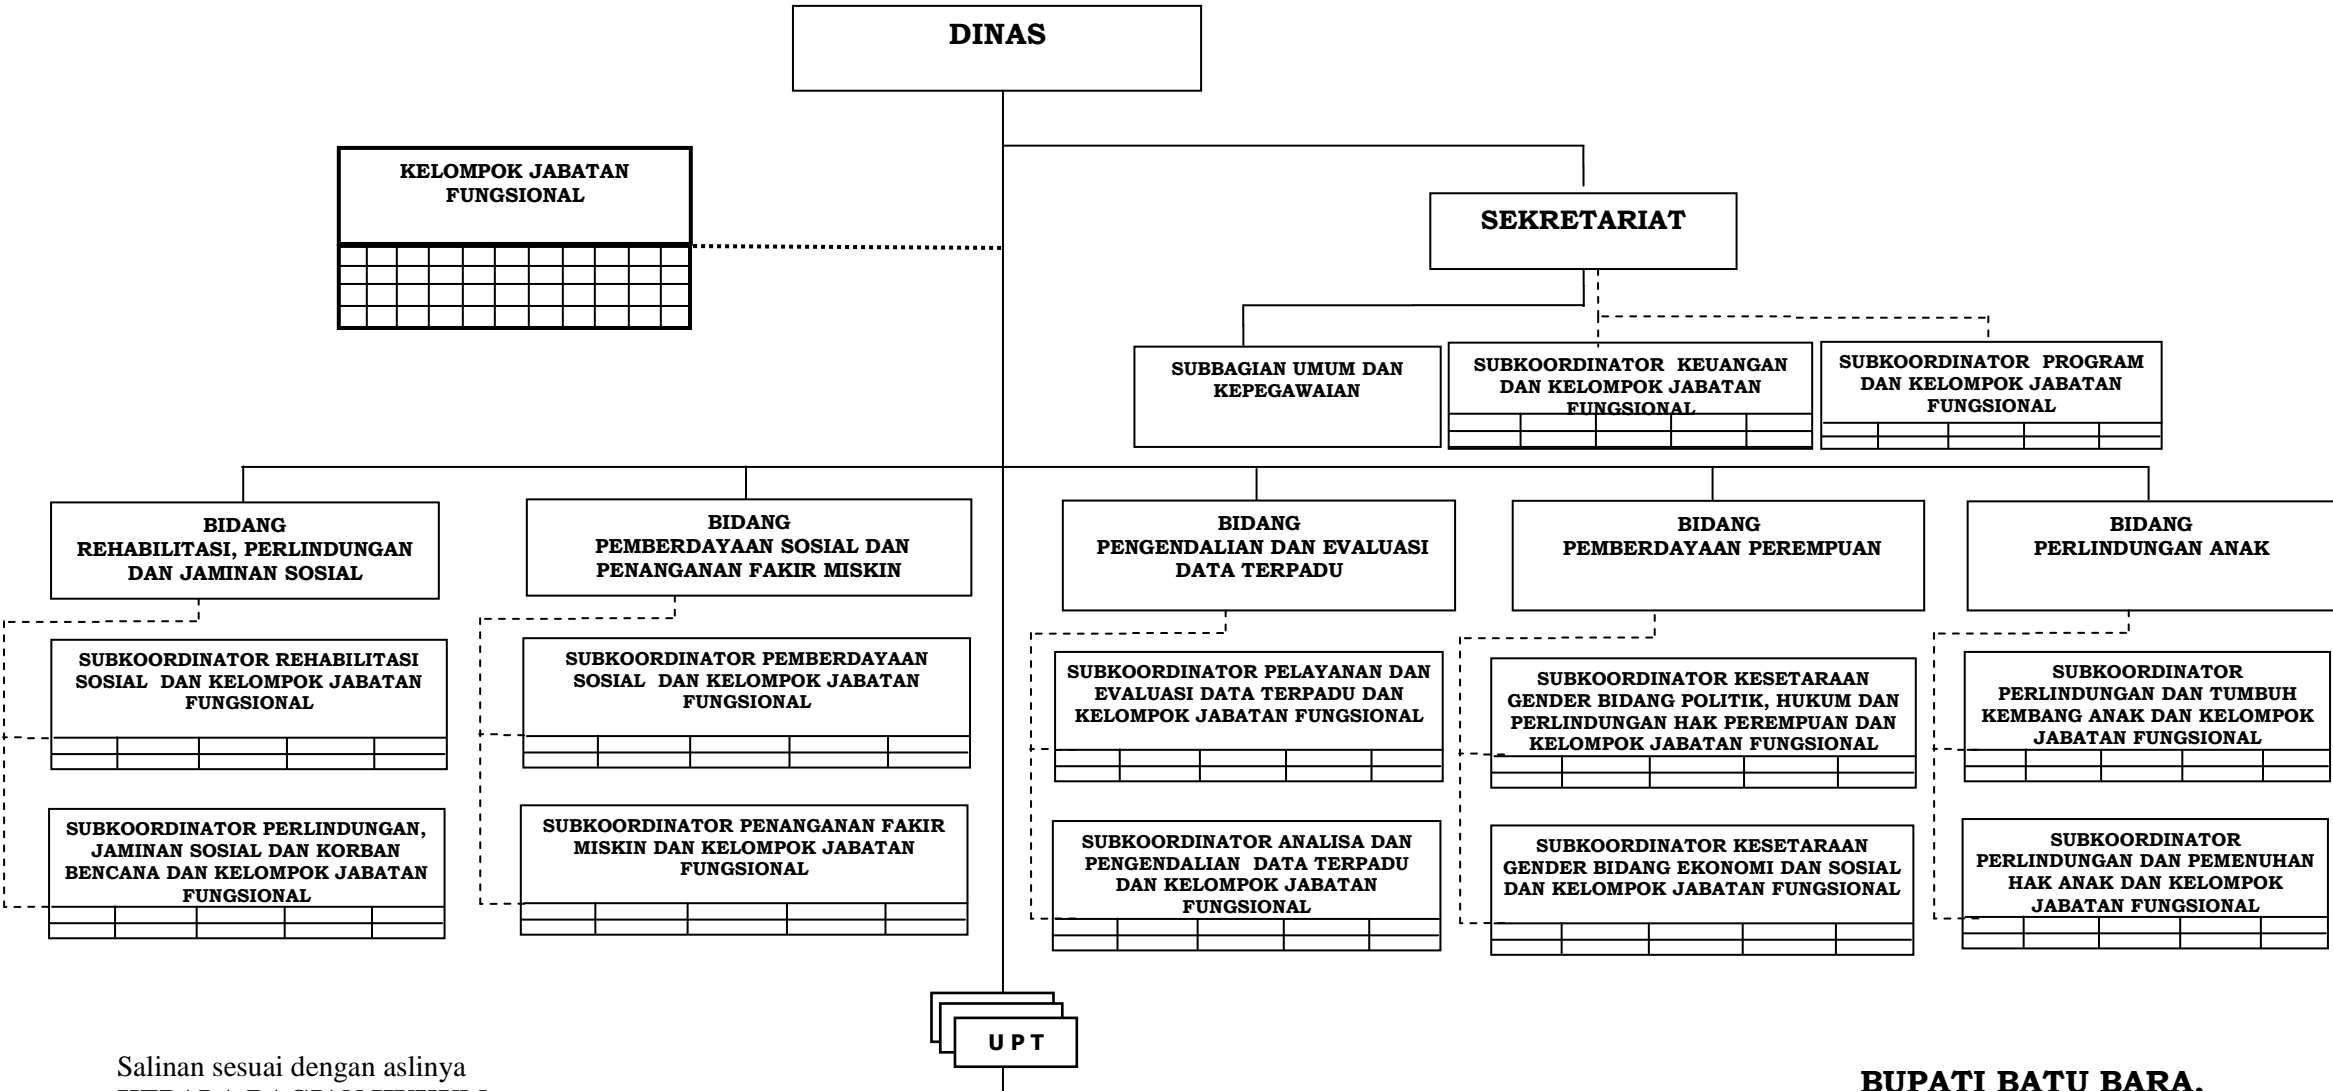 DINAS
KELOMPOK JABATAN
FUNGSIONAL
SEKRETARIAT
SUBBAGIAN UMUM DAN
KEPEGAWAIAN
SUBKOORDINATOR KEUANGAN
DAN KELOMPOK JABATAN
FUNGSIONAL
SUBKOORDINATOR PROGRAM
DAN KELOMPOK JABATAN
FUNGSIONAL
BIDANG
REHABILITASI, PERLINDUNGAN
DAN JAMINAN SOSIAL
BIDANG
PEMBERDAYAAN SOSIAL DAN
PENANGANAN FAKIR MISKIN
BIDANG
PENGENDALIAN DAN EVALUASI
DATA TERPADU
BIDANG
PEMBERDAYAAN PEREMPUAN
BIDANG
PERLINDUNGAN ANAK
SUBKOORDINATOR REHABILITASI
SOSIAL DAN KELOMPOK JABATAN
FUNGSIONAL
SUBKOORDINATOR PEMBERDAYAAN
SOSIAL DAN KELOMPOK JABATAN
FUNGSIONAL
SUBKOORDINATOR PELAYANAN DAN
EVALUASI DATA TERPADU DAN
KELOMPOK JABATAN FUNGSIONAL
SUBKOORDINATOR KESETARAAN
GENDER BIDANG POLITIK, HUKUM DAN
PERLINDUNGAN HAK PEREMPUAN DAN
KELOMPOK JABATAN FUNGSIONAL
SUBKOORDINATOR
PERLINDUNGAN DAN TUMBUH
KEMBANG ANAK DAN KELOMPOK
JABATAN FUNGSIONAL
SUBKOORDINATOR PERLINDUNGAN,
JAMINAN SOSIAL DAN KORBAN
BENCANA DAN KELOMPOK JABATAN
FUNGSIONAL
SUBKOORDINATOR PENANGANAN FAKIR
MISKIN DAN KELOMPOK JABATAN
FUNGSIONAL
SUBKOORDINATOR ANALISA DAN
PENGENDALIAN DATA TERPADU
DAN KELOMPOK JABATAN
FUNGSIONAL
SUBKOORDINATOR KESETARAAN
GENDER BIDANG EKONOMI DAN SOSIAL
DAN KELOMPOK JABATAN FUNGSIONAL
SUBKOORDINATOR
PERLINDUNGAN DAN PEMENUHAN
HAK ANAK DAN KELOMPOK
JABATAN FUNGSIONAL
U P T
Salinan sesuai dengan aslinya
BUPATI BATU BARA,